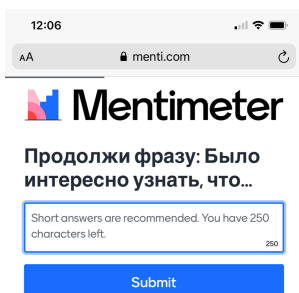 12:06
AA menti.com
Mentimeter
Продолжи фразу: Было
интересно узнать, что...
Short answers are recommended. You have 250
characters left.
250
Submit